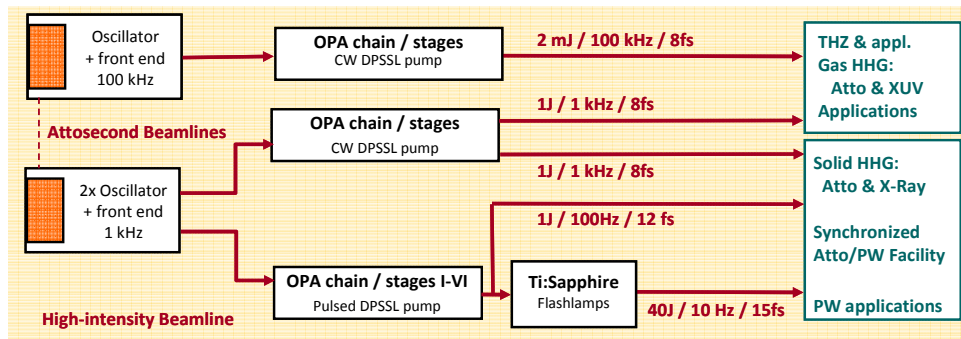 Oscillator
+ front end
100 kHz
OPA chain / stages
CW DPSSL pump
2 mJ / 100 kHz / 8fs
THZ & appl.
Gas HHG:
Atto & XUV
Applications
Attosecond Beamlines
OPA chain / stages
CW DPSSL pump
1J / 1 kHz / 8fs
1J / 1 kHz / 8fs
2x Oscillator
+ front end
1 kHz
Solid HHG:
Atto & X-Ray
1J / 100Hz / 12 fs
Synchronized
Atto/PW Facility
OPA chain / stages I-VI
Pulsed DPSSL pump
Ti:Sapphire
Flashlamps
PW applications
High-intensity Beamline
40J / 10 Hz / 15fs